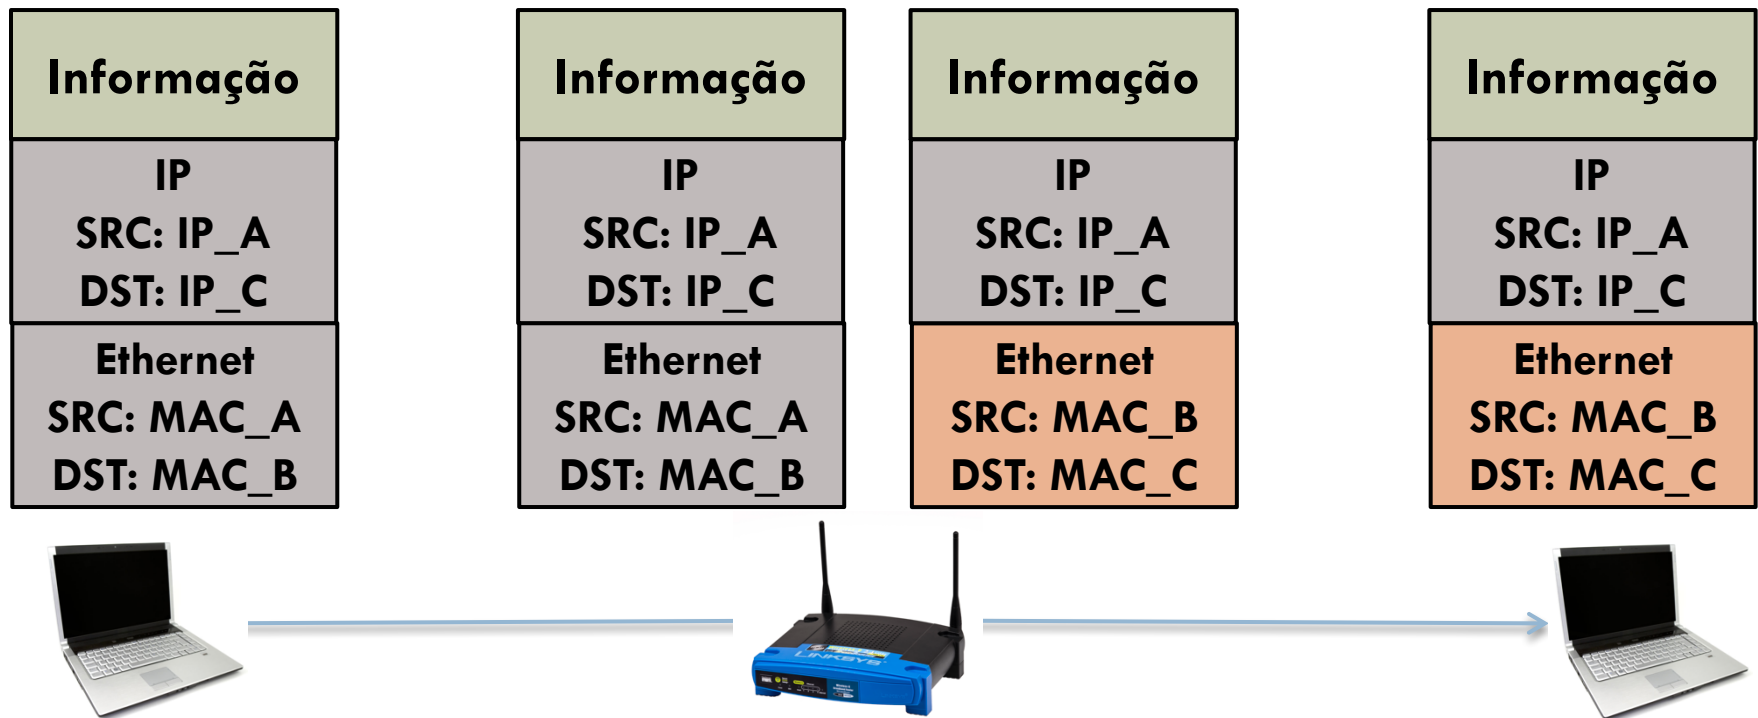 Informação
IP
SRC: IP_A
DST: IP_C
Ethernet
SRC: MAC_A
DST: MAC_B
Informação
IP
SRC: IP_A
DST: IP_C
Ethernet
SRC: MAC_A
DST: MAC_B
Informação
IP
SRC: IP_A
DST: IP_C
Ethernet
SRC: MAC_B
DST: MAC_C
Informação
IP
SRC: IP_A
DST: IP_C
Ethernet
SRC: MAC_B
DST: MAC_C
LINKSYS